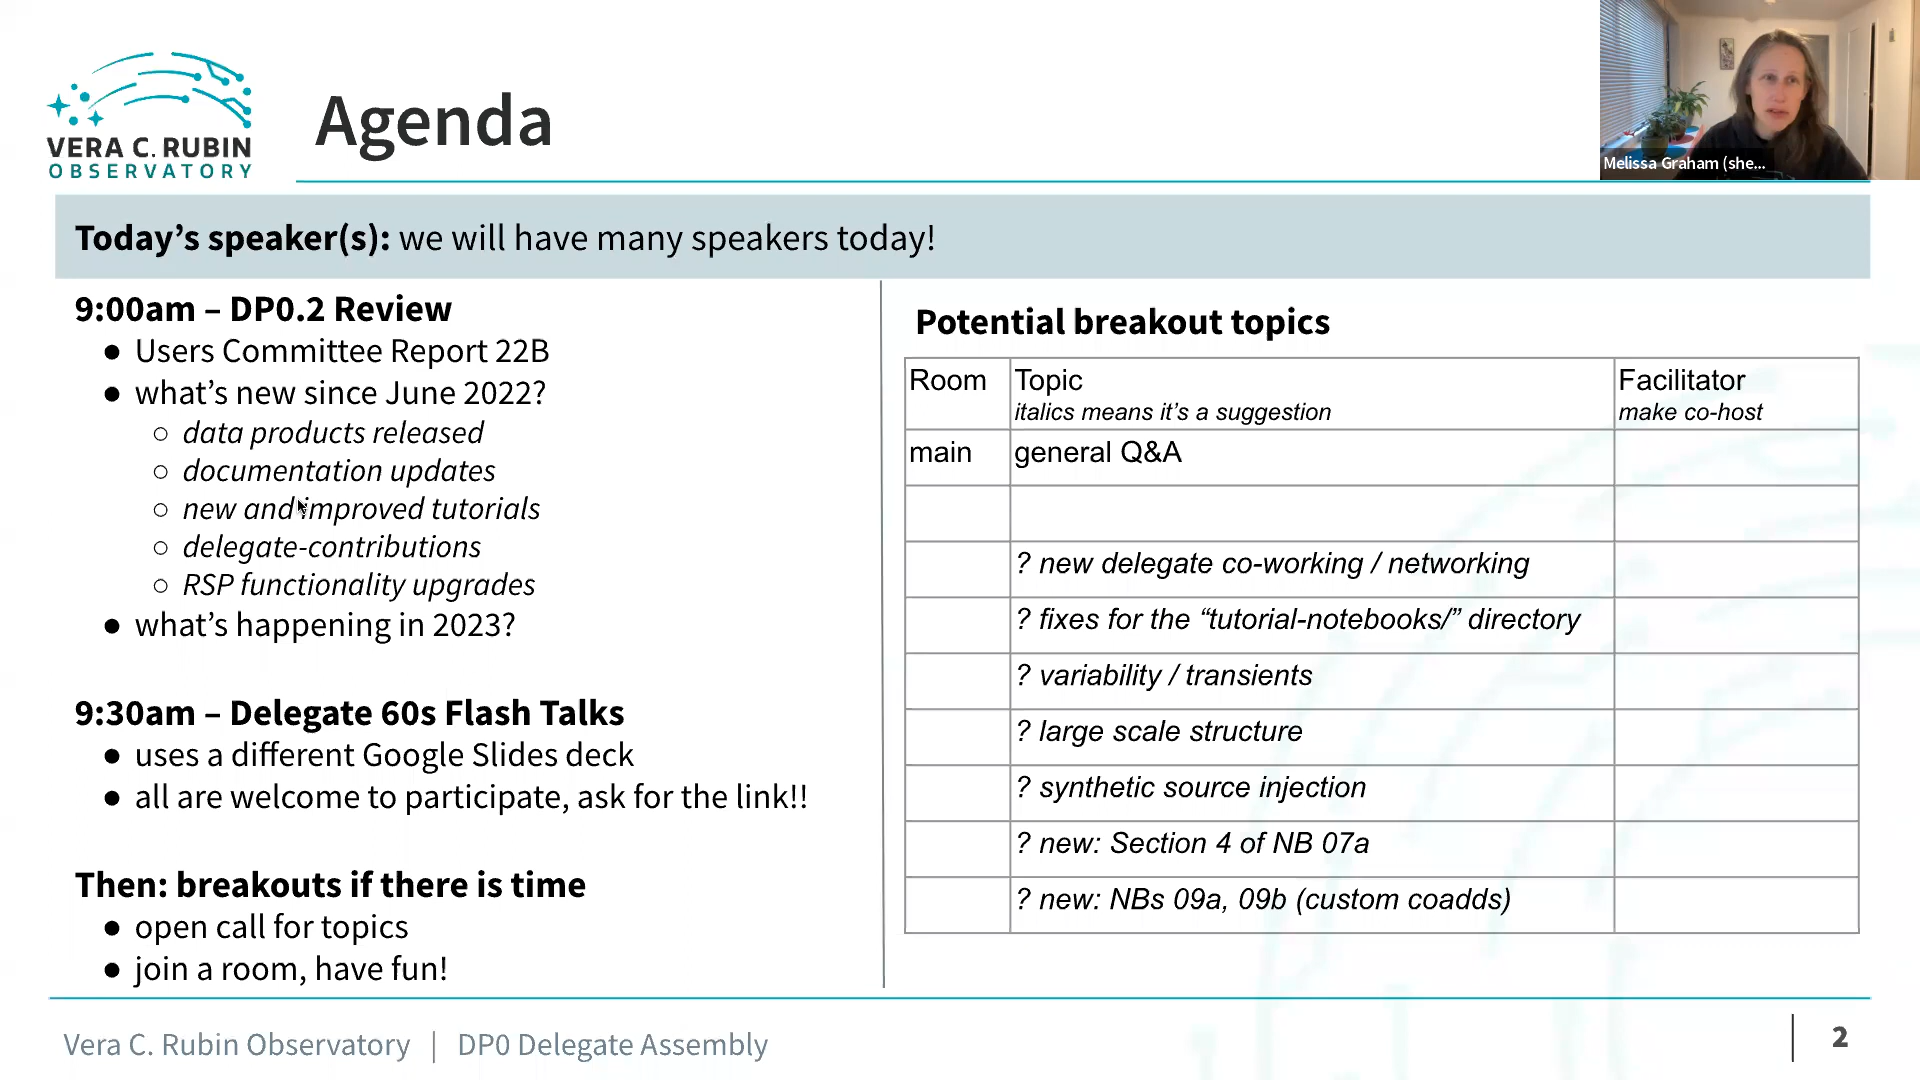 VERA C. RUBIN
OBSERVATORY
Agenda
Melissa Graham (she...
Today's speaker(s): we will have many speakers today!
9:00am – DP0.2 Review
● Users Committee Report 22B
● what's new since June 2022?
○ data products released
○ documentation updates
○ new and improved tutorials
○ delegate-contributions
○ RSP functionality upgrades
● what's happening in 2023?
9:30am – Delegate 60s Flash Talks
● uses a different Google Slides deck
● all are welcome to participate, ask for the link!!
Then: breakouts if there is time
● open call for topics
● join a room, have fun!
Potential breakout topics
Room Topic Facilitator
italics means it's a suggestion make co-host
main general Q&A
? new delegate co-working / networking
? fixes for the “tutorial-notebooks/” directory
? variability / transients
? large scale structure
? synthetic source injection
? new: Section 4 of NB 07a
? new: NBs 09a, 09b (custom coadds)
Vera C. Rubin Observatory | DP0 Delegate Assembly
2